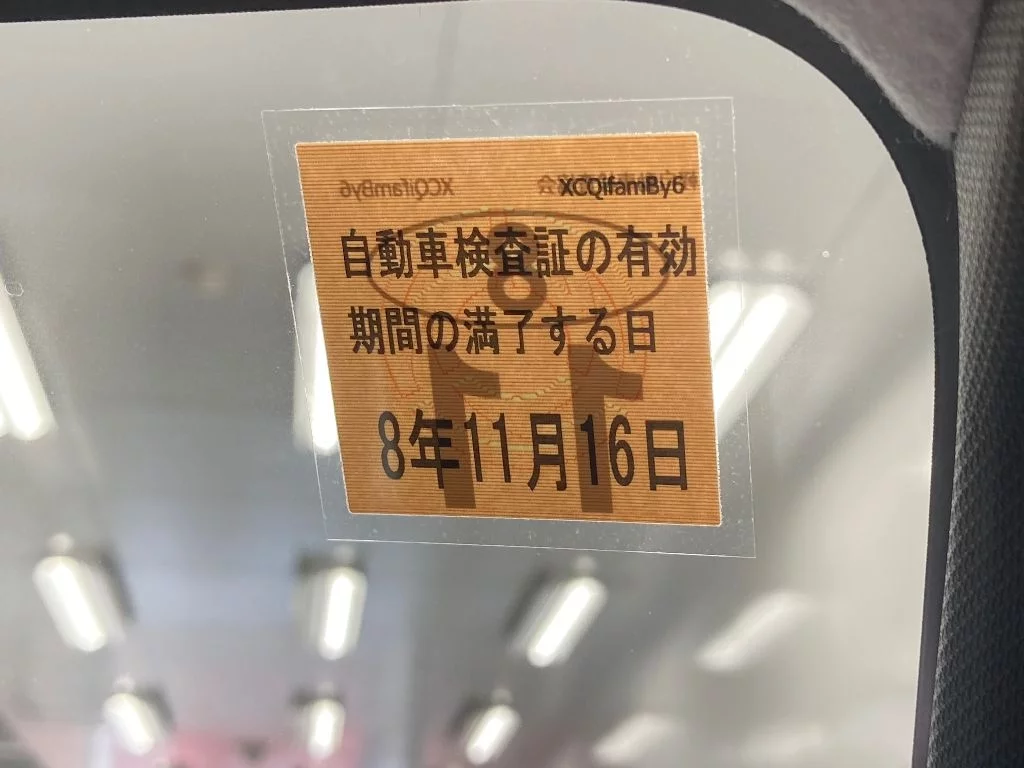 XCQifamBy6
自動車検査証の有効
期間の満了する日
8年11月16日